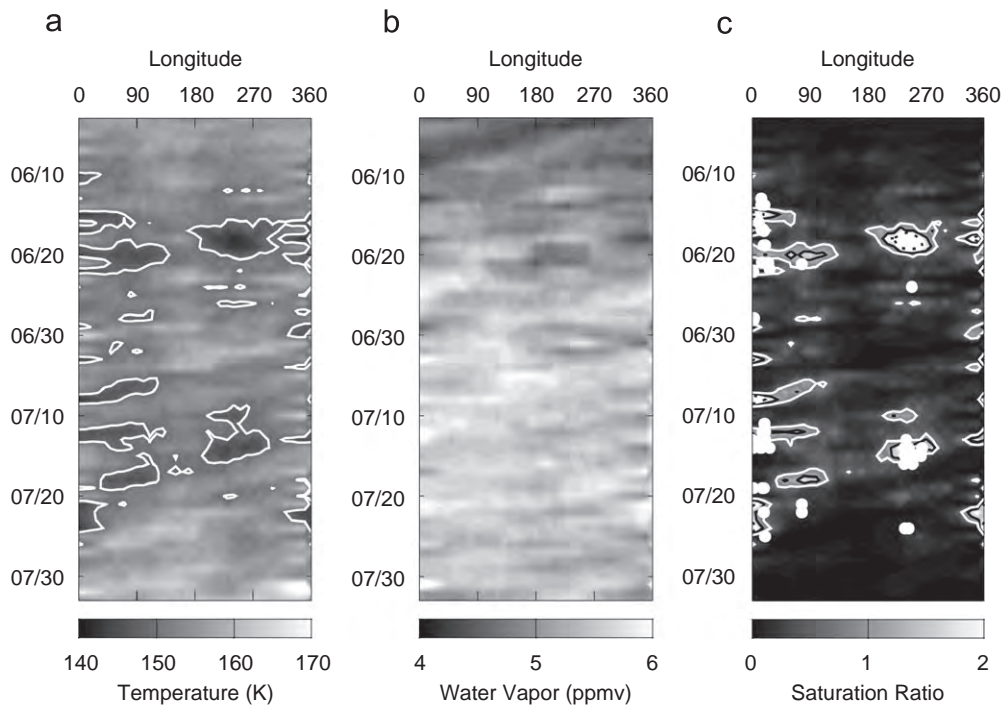 a
b
c
Longitude
Longitude
Longitude
0 90 180 270 360
0 90 180 270 360
0 90 180 270 360
06/10
06/20
06/30
07/10
07/20
07/30
06/10
06/20
06/30
07/10
07/20
07/30
06/10
06/20
06/30
07/10
07/20
07/30
140 150 160 170
4 5 6
0 1 2
Temperature (K)
Water Vapor (ppmv)
Saturation Ratio